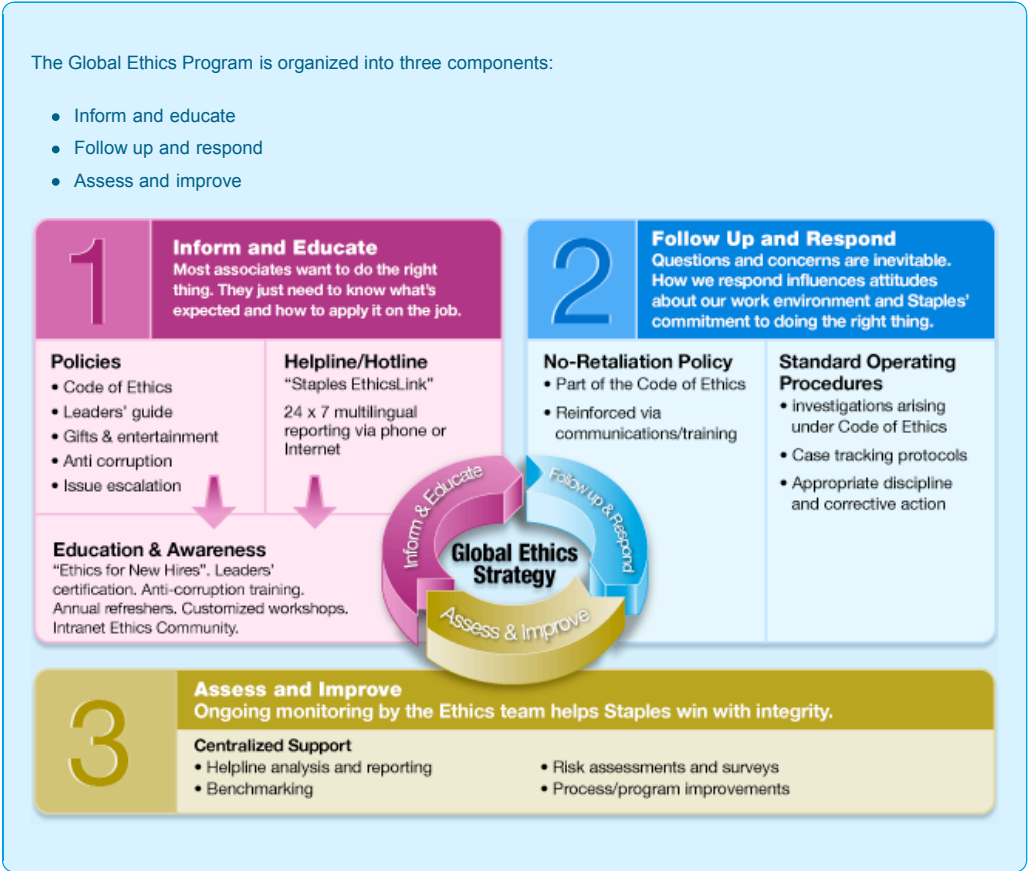 The Global Ethics Program is organized into three components:
• Inform and educate
• Follow up and respond
• Assess and improve
1
Inform and Educate
Most associates want to do the right
thing. They just need to know what's
expected and how to apply it on the job.
Policies
• Code of Ethics
• Leaders' guide
• Gifts & entertainment
• Anti corruption
• Issue escalation
Helpline/Hotline
"Staples EthicsLink"
24 x 7 multilingual
reporting via phone or
Internet
Education & Awareness
"Ethics for New Hires". Leaders'
certification. Anti-corruption training.
Annual refreshers. Customized workshops.
Intranet Ethics Community.
2
Follow Up and Respond
Questions and concerns are inevitable.
How we respond influences attitudes
about our work environment and Staples'
commitment to doing the right thing.
No-Retaliation Policy
• Part of the Code of Ethics
• Reinforced via
communications/training
Standard Operating
Procedures
• investigations arising
under Code of Ethics
• Case tracking protocols
• Appropriate discipline
and corrective action
Inform & Educate
Follow up & Respond
Global Ethics
Strategy
Assess & Improve
3
Assess and Improve
Ongoing monitoring by the Ethics team helps Staples win with integrity.
Centralized Support
• Helpline analysis and reporting
• Benchmarking
• Risk assessments and surveys
• Process/program improvements